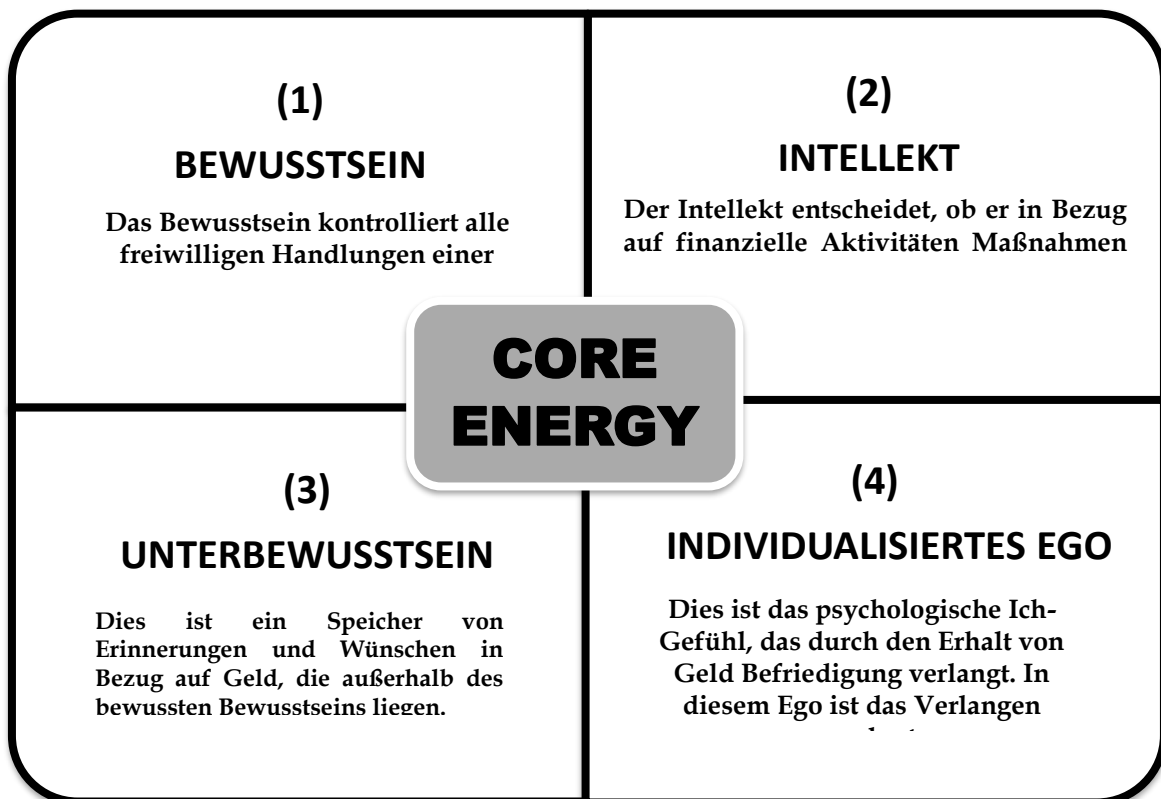 (1)
BEWUSSTSEIN
Das Bewusstsein kontrolliert alle
freiwilligen Handlungen einer
(2)
INTELLEKT
Der Intellekt entscheidet, ob er in Bezug
auf finanzielle Aktivitäten Maßnahmen
CORE
ENERGY
(3)
UNTERBEWUSSTSEIN
Dies ist ein Speicher von
Erinnerungen und Wünschen in
Bezug auf Geld, die außerhalb des
bewussten Bewusstseins liegen.
(4)
INDIVIDUALISIERTES EGO
Dies ist das psychologische Ich-
Gefühl, das durch den Erhalt von
Geld Befriedigung verlangt. In
diesem Ego ist das Verlangen